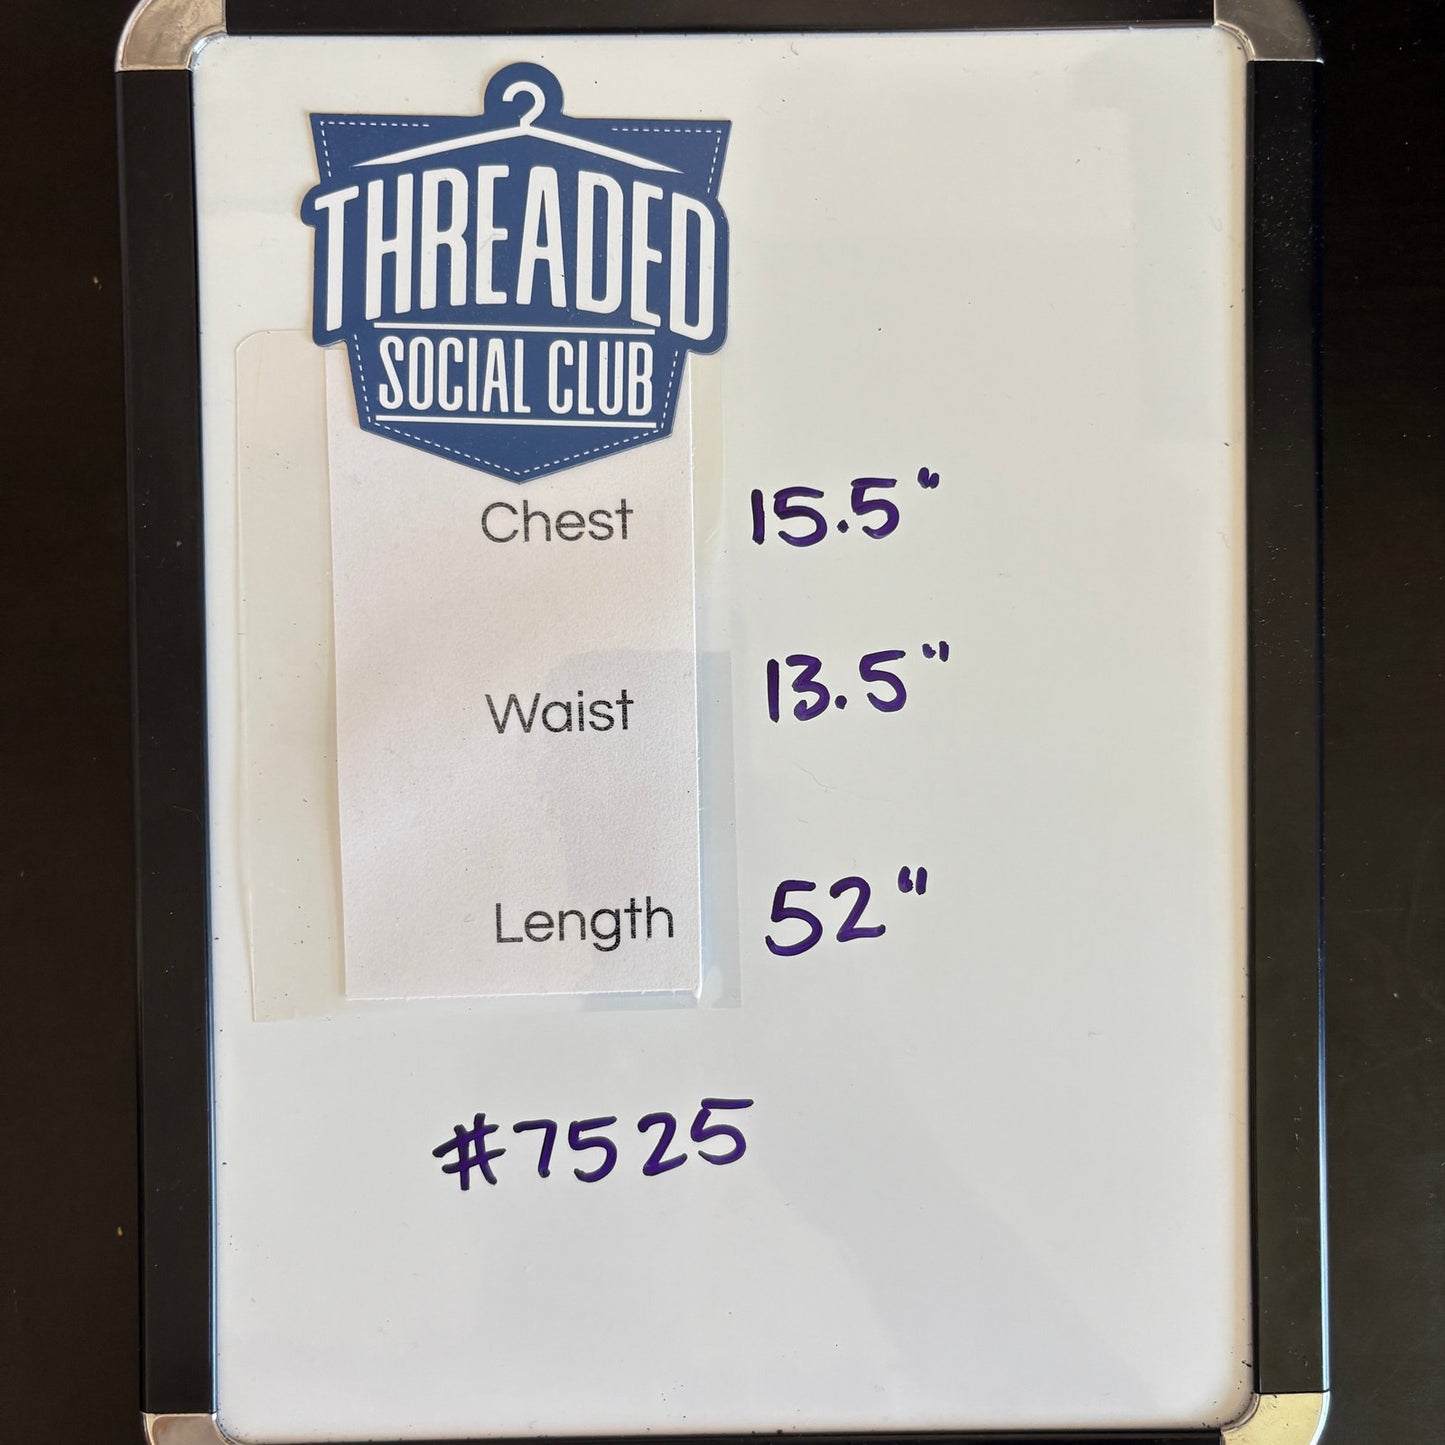 THREADED
SOCIAL CLUB
Chest 15.5"
Waist 13.5"
Length 52"
#7525